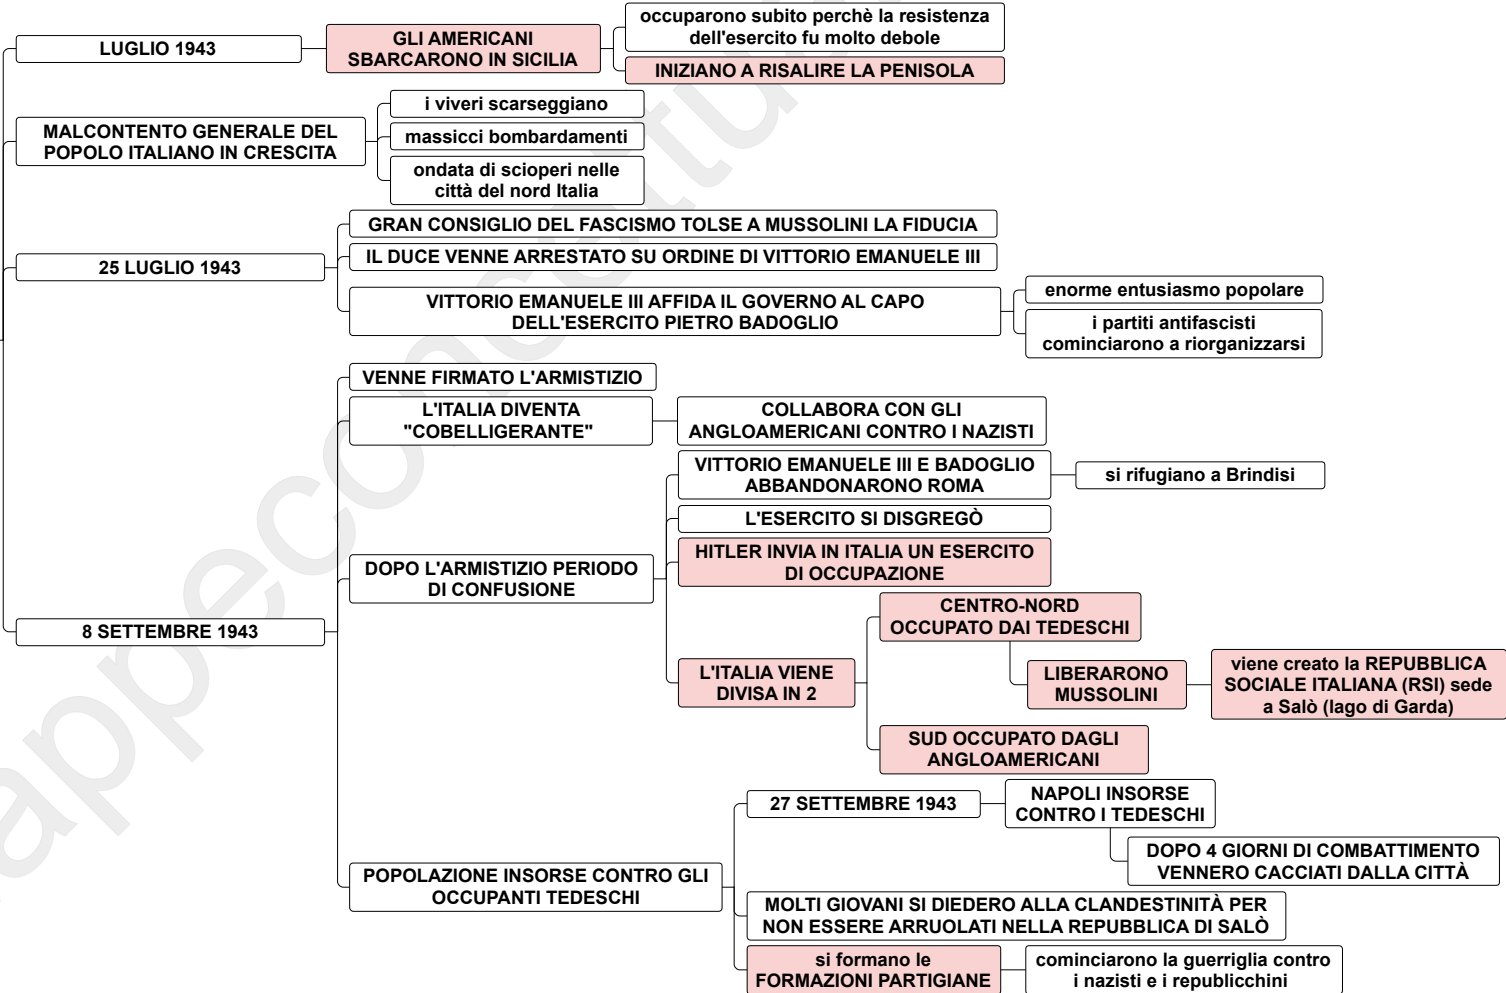 LUGLIO 1943
GLI AMERICANI
SBARCARONO IN SICILIA
occuparono subito perchè la resistenza
dell'esercito fu molto debole
INIZIANO A RISALIRE LA PENISOLA
MALCONTENTO GENERALE DEL
POPOLO ITALIANO IN CRESCITA
i viveri scarseggiano
massicci bombardamenti
ondata di scioperi nelle
città del nord Italia
25 LUGLIO 1943
GRAN CONSIGLIO DEL FASCISMO TOLSE A MUSSOLINI LA FIDUCIA
IL DUCE VENNE ARRESTATO SU ORDINE DI VITTORIO EMANUELE III
VITTORIO EMANUELE III AFFIDA IL GOVERNO AL CAPO
DELL'ESERCITO PIETRO BADOGLIO
enorme entusiasmo popolare
i partiti antifascisti
cominciarono a riorganizzarsi
8 SETTEMBRE 1943
VENNE FIRMATO L'ARMISTIZIO
L'ITALIA DIVENTA
"COBELLIGERANTE"
COLLABORA CON GLI
ANGLOAMERICANI CONTRO I NAZISTI
DOPO L'ARMISTIZIO PERIODO
DI CONFUSIONE
VITTORIO EMANUELE III E BADOGLIO
ABBANDONARONO ROMA
si rifugiano a Brindisi
L'ESERCITO SI DISGREGÒ
HITLER INVIA IN ITALIA UN ESERCITO
DI OCCUPAZIONE
L'ITALIA VIENE
DIVISA IN 2
CENTRO-NORD
OCCUPATO DAI TEDESCHI
LIBERARONO
MUSSOLINI
viene creato la REPUBBLICA
SOCIALE ITALIANA (RSI) sede
a Salò (lago di Garda)
SUD OCCUPATO DAGLI
ANGLOAMERICANI
POPOLAZIONE INSORSE CONTRO GLI
OCCUPANTI TEDESCHI
27 SETTEMBRE 1943
NAPOLI INSORSE
CONTRO I TEDESCHI
DOPO 4 GIORNI DI COMBATTIMENTO
VENNERO CACCIATI DALLA CITTÀ
MOLTI GIOVANI SI DIEDERO ALLA CLANDESTINITÀ PER
NON ESSERE ARRUOLATI NELLA REPUBBLICA DI SALÒ
si formano le
FORMAZIONI PARTIGIANE
cominciarono la guerriglia contro
i nazisti e i republicchini